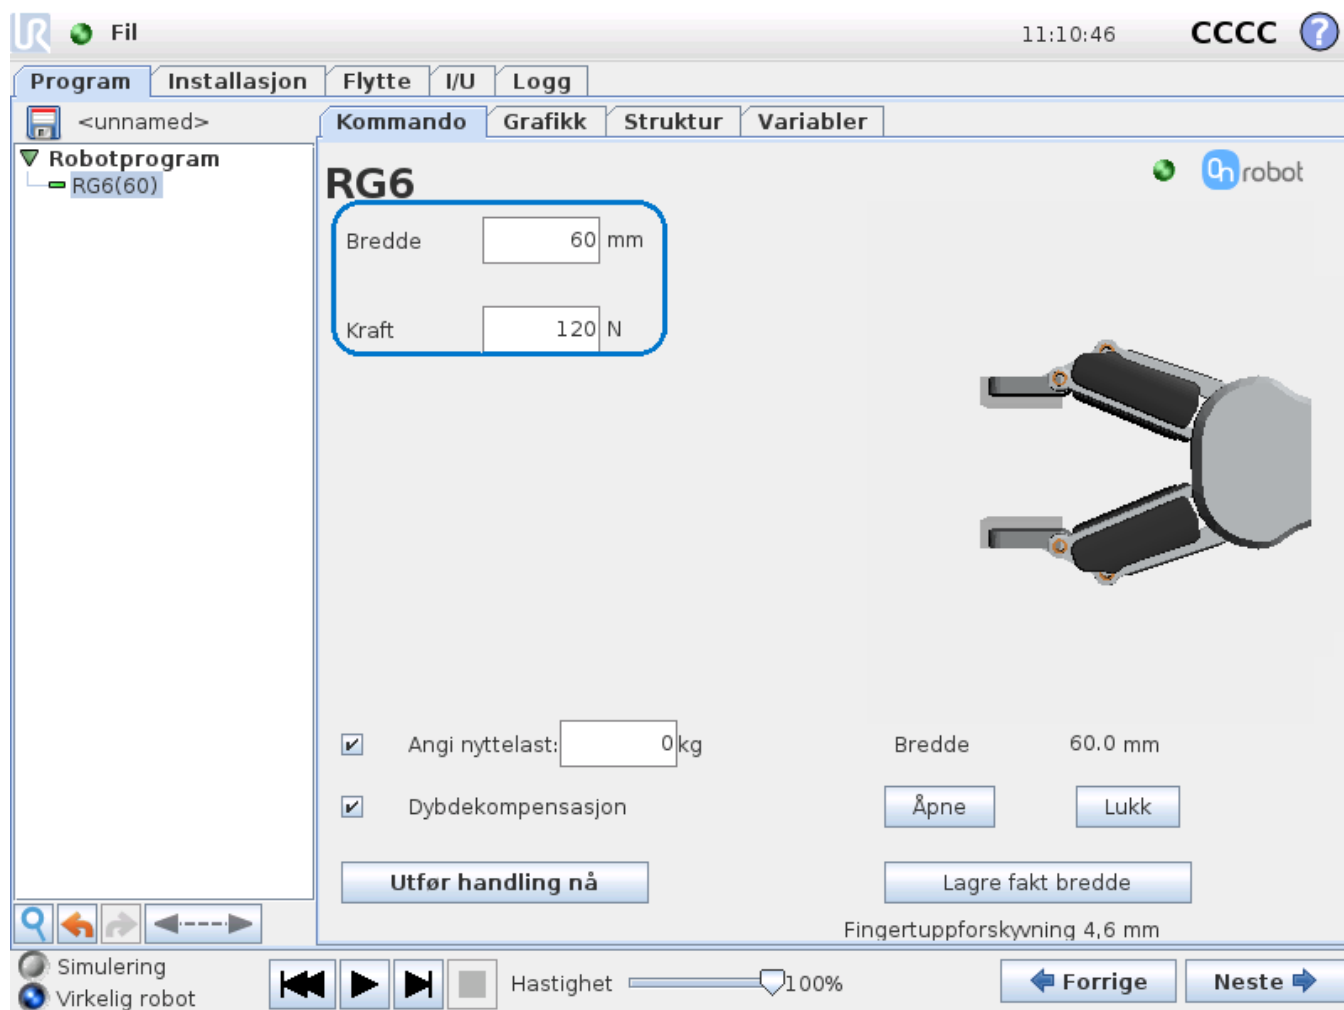 UR Fil 11:10:46 CCCC ?
Program Installasjon Flytte I/U Logg
<unnamed> Kommando Grafikk Struktur Variabler
Robotprogram
RG6(60)
RG6 On robot
Bredde 60 mm
Kraft 120 N
Angi nyttelast: 0 kg Bredde 60.0 mm
Dybdekompensasjon Åpne Lukk
Utfør handling nå Lagre fakt bredde
Fingertuppforskyvning 4,6 mm
Simulering
Virkelig robot Hastighet 100% Forrige Neste